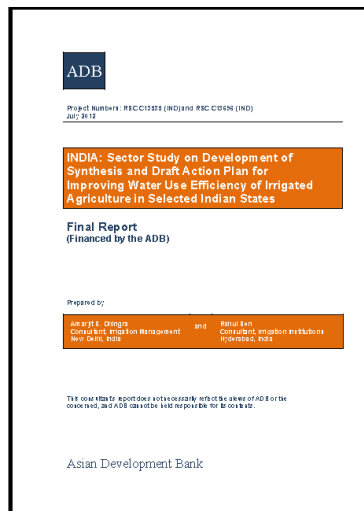 ADB
Project Numbers: RSC C13535 (IND) and RSC C13696 (IND)
July 2013
INDIA: Sector Study on Development of
Synthesis and Draft Action Plan for
Improving Water Use Efficiency of Irrigated
Agriculture in Selected Indian States
Final Report
(Financed by the ADB)
Prepared by
Amarjit S. Dhingra and Rahul Sen
Consultant, Irrigation Management Consultant, Irrigation Institutions
New Delhi, India Hyderabad, India
This consultant's report does not necessarily reflect the views of ADB or the
concerned, and ADB cannot be held responsible for its contents.
Asian Development Bank